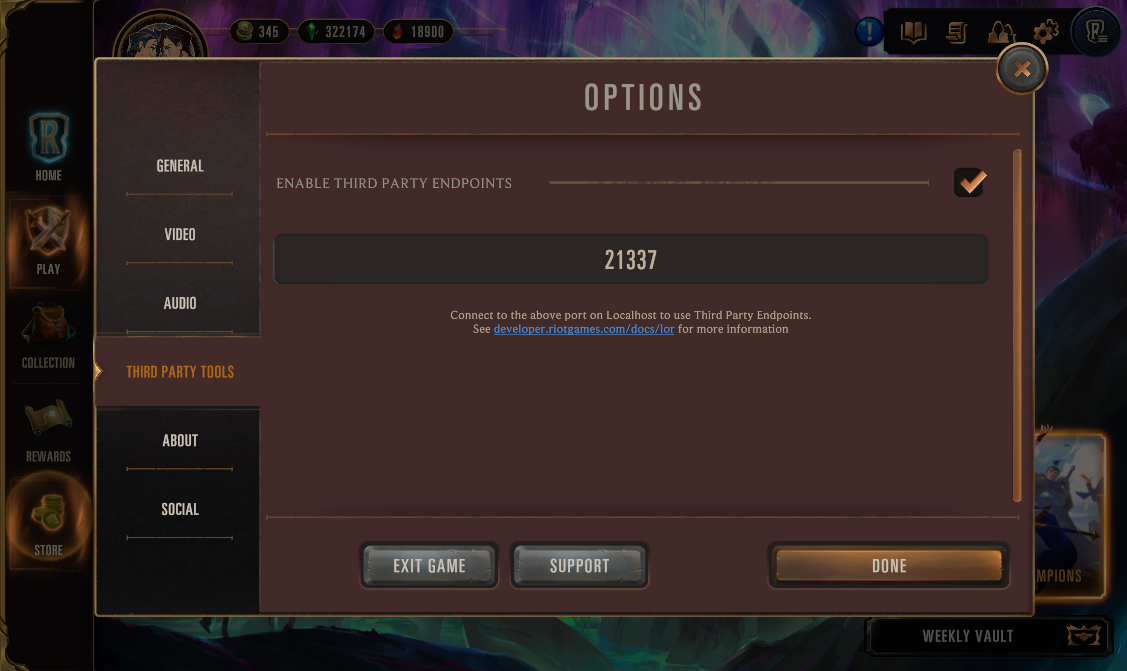 345
322174
18900
OPTIONS
HOME
PLAY
COLLECTION
REWARDS
STORE
GENERAL
VIDEO
AUDIO
THIRD PARTY TOOLS
ABOUT
SOCIAL
ENABLE THIRD PARTY ENDPOINTS
21337
Connect to the above port on Localhost to use Third Party Endpoints.
See developer.riotgames.com/docs/lor for more information
EXIT GAME
SUPPORT
DONE
MPIONS
WEEKLY VAULT